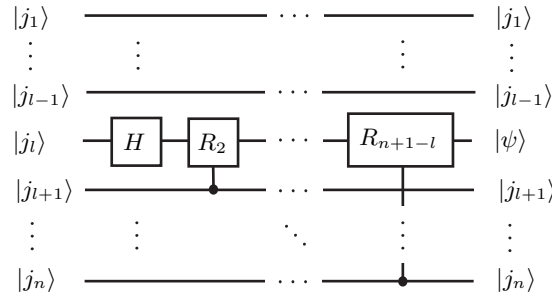 |j₁⟩ ··· |j₁⟩
⋮ ⋮ ⋮ ⋮
|j_{l−1}⟩ ··· |j_{l−1}⟩
|j_l⟩ H R₂ ··· R_{n+1−l} |ψ⟩
|j_{l+1}⟩ ··· |j_{l+1}⟩
⋮ ⋮ ⋱ ⋮ ⋮
|j_n⟩ ··· |j_n⟩